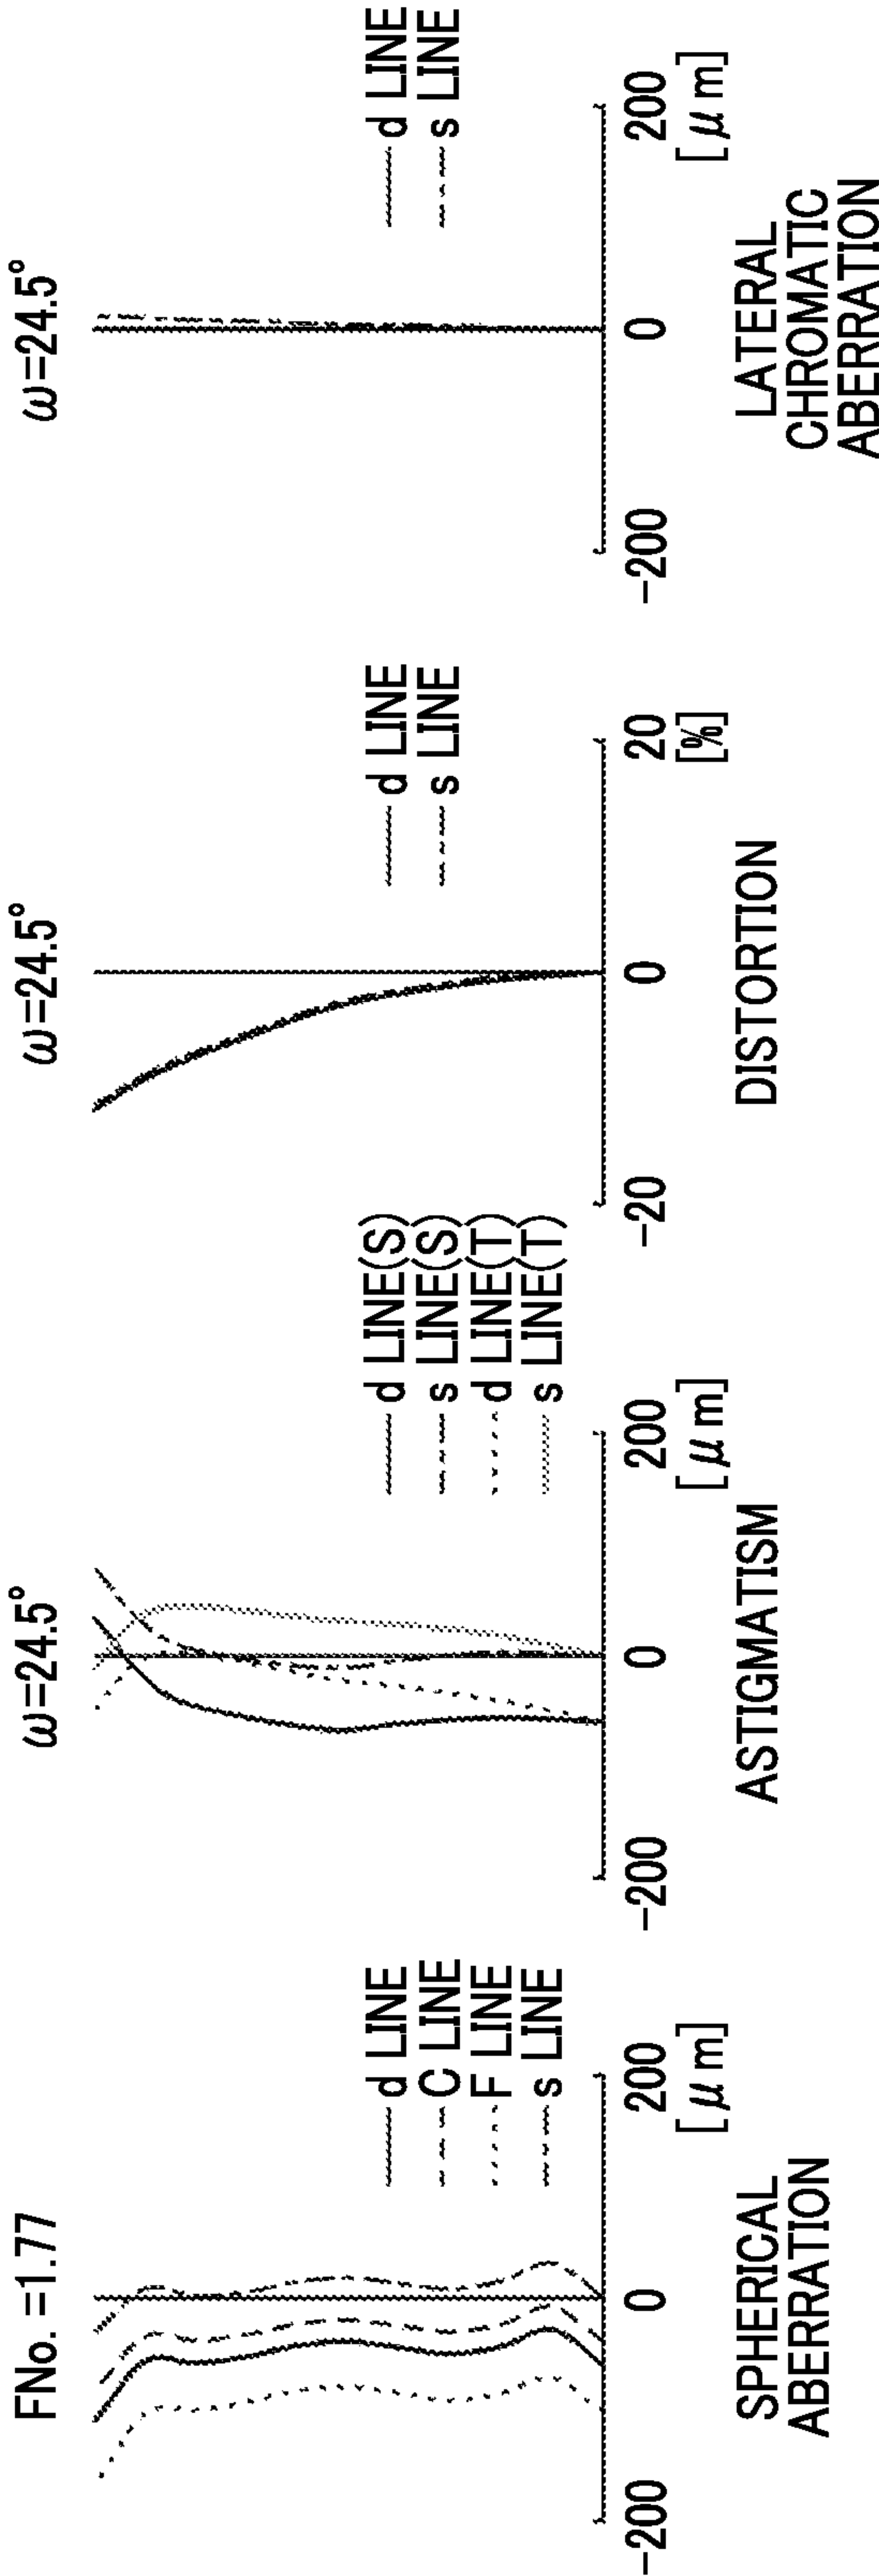 FNo. =1.77
d LINE
C LINE
F LINE
s LINE
-200
0
200
[μm]
SPHERICAL
ABERRATION
ω=24.5°
d LINE(S)
s LINE(S)
d LINE(T)
s LINE(T)
-200
0
200
[μm]
ASTIGMATISM
ω=24.5°
d LINE
s LINE
-20
0
20
[%]
DISTORTION
ω=24.5°
d LINE
s LINE
-200
0
200
[μm]
LATERAL
CHROMATIC
ABERRATION